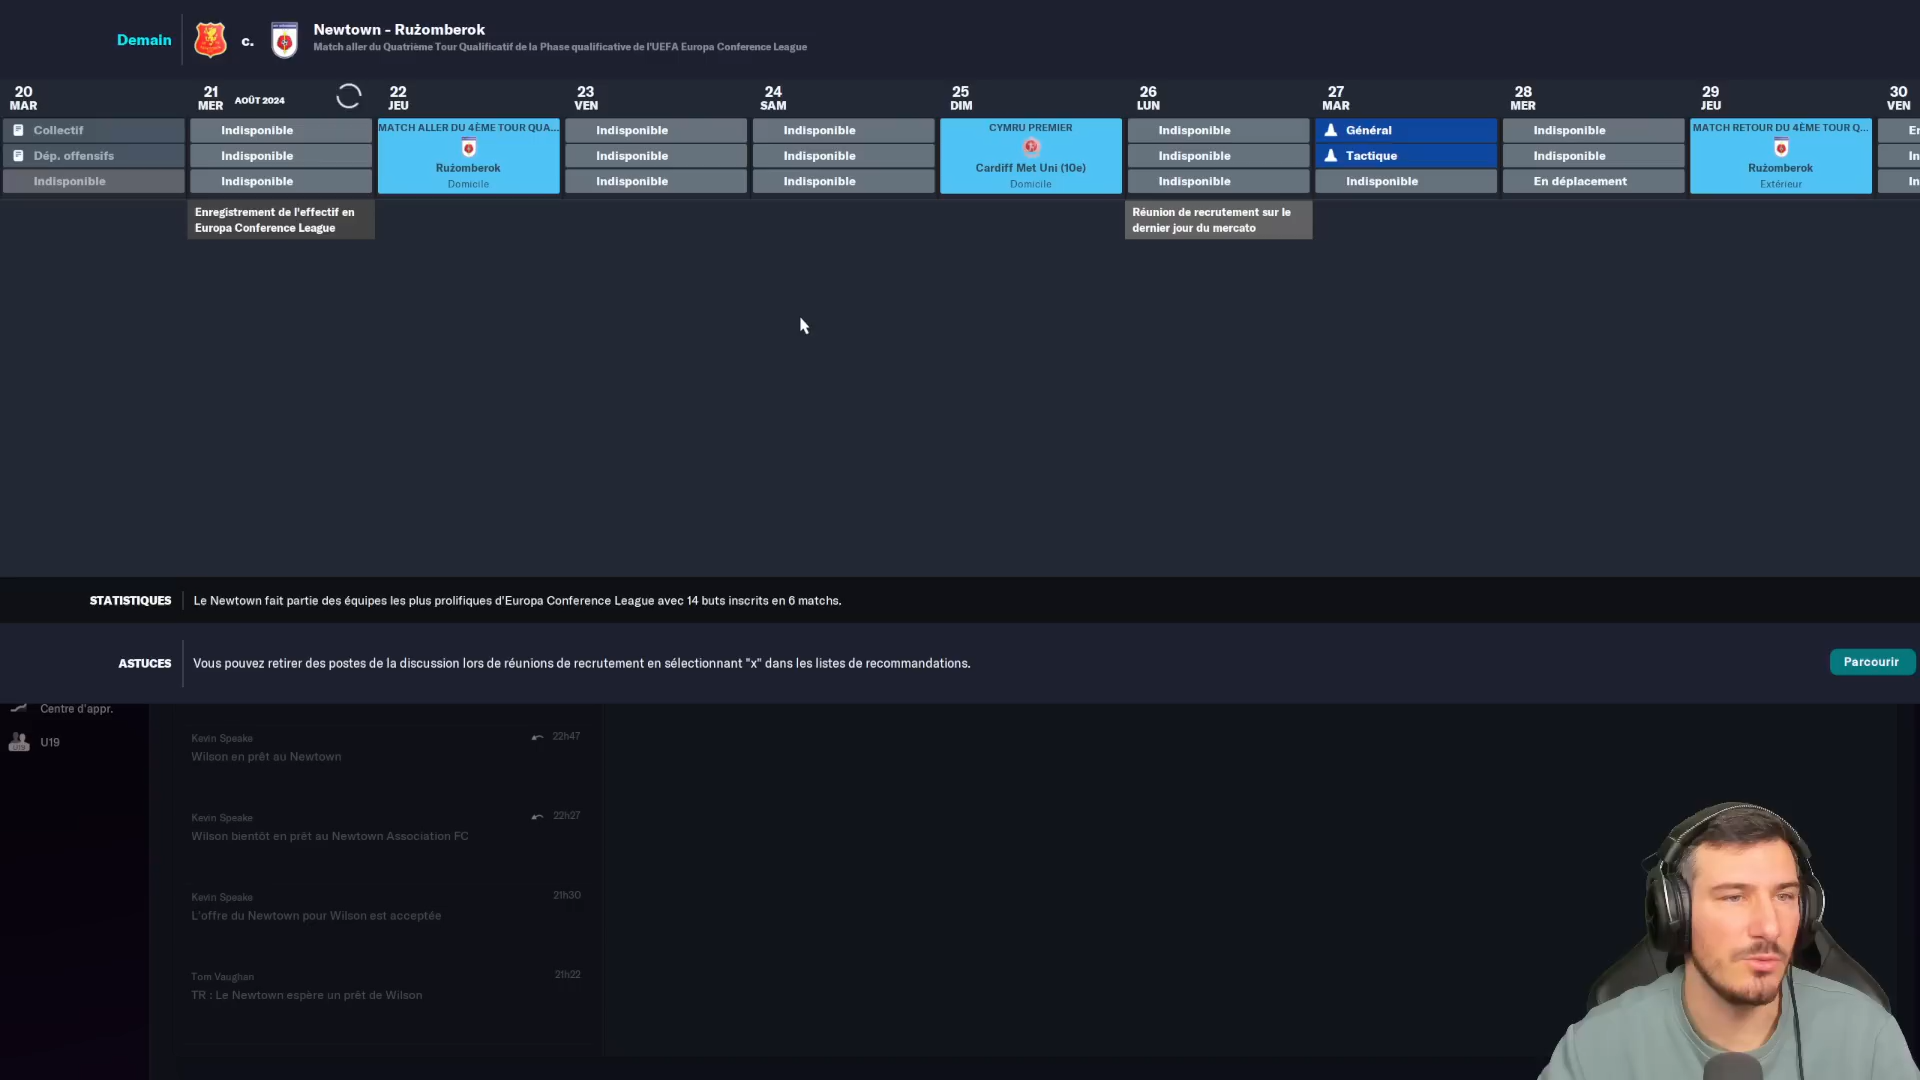 Demain
c.
Newtown - Rużomberok
Match aller du Quatrième Tour Qualificatif de la Phase qualificative de l'UEFA Europa Conference League
20
MAR
21
MER
AOÛT 2024
22
JEU
23
VEN
24
SAM
25
DIM
26
LUN
27
MAR
28
MER
29
JEU
30
VEN
Collectif
Dép. offensifs
Indisponible
Indisponible
Indisponible
Indisponible
Enregistrement de l'effectif en
Europa Conference League
MATCH ALLER DU 4ÈME TOUR QUA...
Rużomberok
Domicile
Indisponible
Indisponible
Indisponible
Indisponible
Indisponible
Indisponible
CYMRU PREMIER
Cardiff Met Uni (10e)
Domicile
Indisponible
Indisponible
Indisponible
Réunion de recrutement sur le
dernier jour du mercato
Général
Tactique
Indisponible
Indisponible
Indisponible
En déplacement
MATCH RETOUR DU 4ÈME TOUR Q...
Rużomberok
Extérieur
STATISTIQUES
Le Newtown fait partie des équipes les plus prolifiques d'Europa Conference League avec 14 buts inscrits en 6 matchs.
ASTUCES
Vous pouvez retirer des postes de la discussion lors de réunions de recrutement en sélectionnant "x" dans les listes de recommandations.
Parcourir
Centre d'appr.
U19
Kevin Speake
22h47
Wilson en prêt au Newtown
Kevin Speake
22h27
Wilson bientôt en prêt au Newtown Association FC
Kevin Speake
21h30
L'offre du Newtown pour Wilson est acceptée
Tom Vaughan
21h22
TR : Le Newtown espère un prêt de Wilson